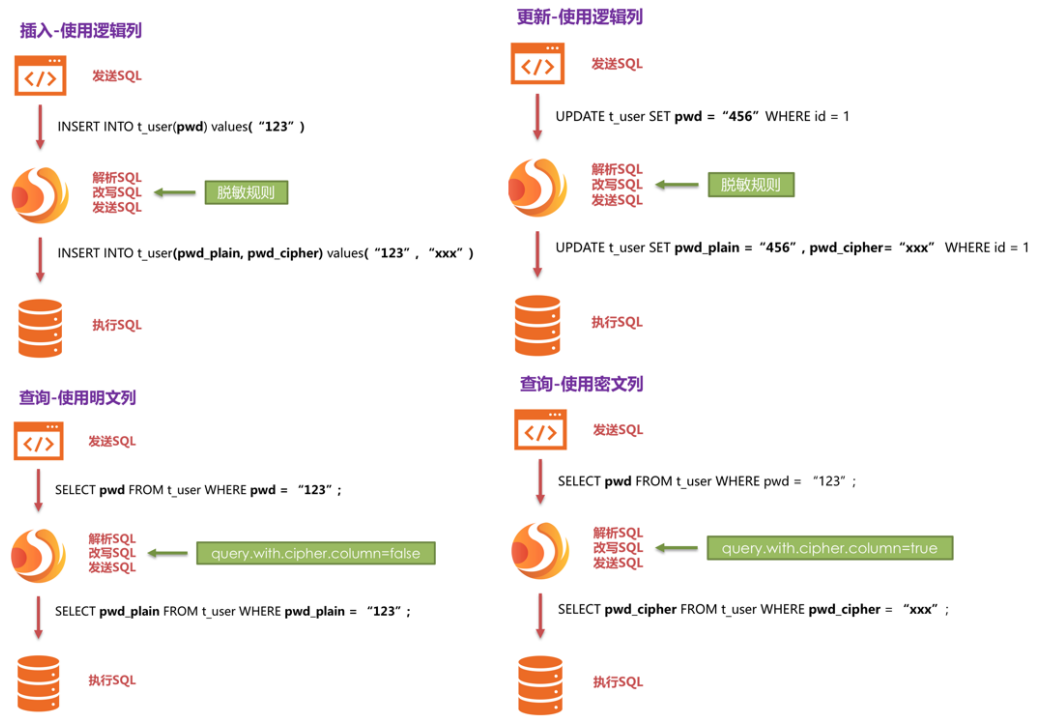 插入-使用逻辑列
发送SQL
INSERT INTO t_user(pwd) values(“123”)
解析SQL
改写SQL
发送SQL
脱敏规则
INSERT INTO t_user(pwd_plain, pwd_cipher) values(“123”, “xxx”)
执行SQL
更新-使用逻辑列
发送SQL
UPDATE t_user SET pwd =“456” WHERE id = 1
解析SQL
改写SQL
发送SQL
脱敏规则
UPDATE t_user SET pwd_plain =“456”, pwd_cipher=“xxx” WHERE id = 1
执行SQL
查询-使用明文列
发送SQL
SELECT pwd FROM t_user WHERE pwd = “123”;
解析SQL
改写SQL
发送SQL
query.with.cipher.column=false
SELECT pwd_plain FROM t_user WHERE pwd_plain = “123”;
执行SQL
查询-使用密文列
发送SQL
SELECT pwd FROM t_user WHERE pwd = “123”;
解析SQL
改写SQL
发送SQL
query.with.cipher.column=true
SELECT pwd_cipher FROM t_user WHERE pwd_cipher = “xxx”;
执行SQL